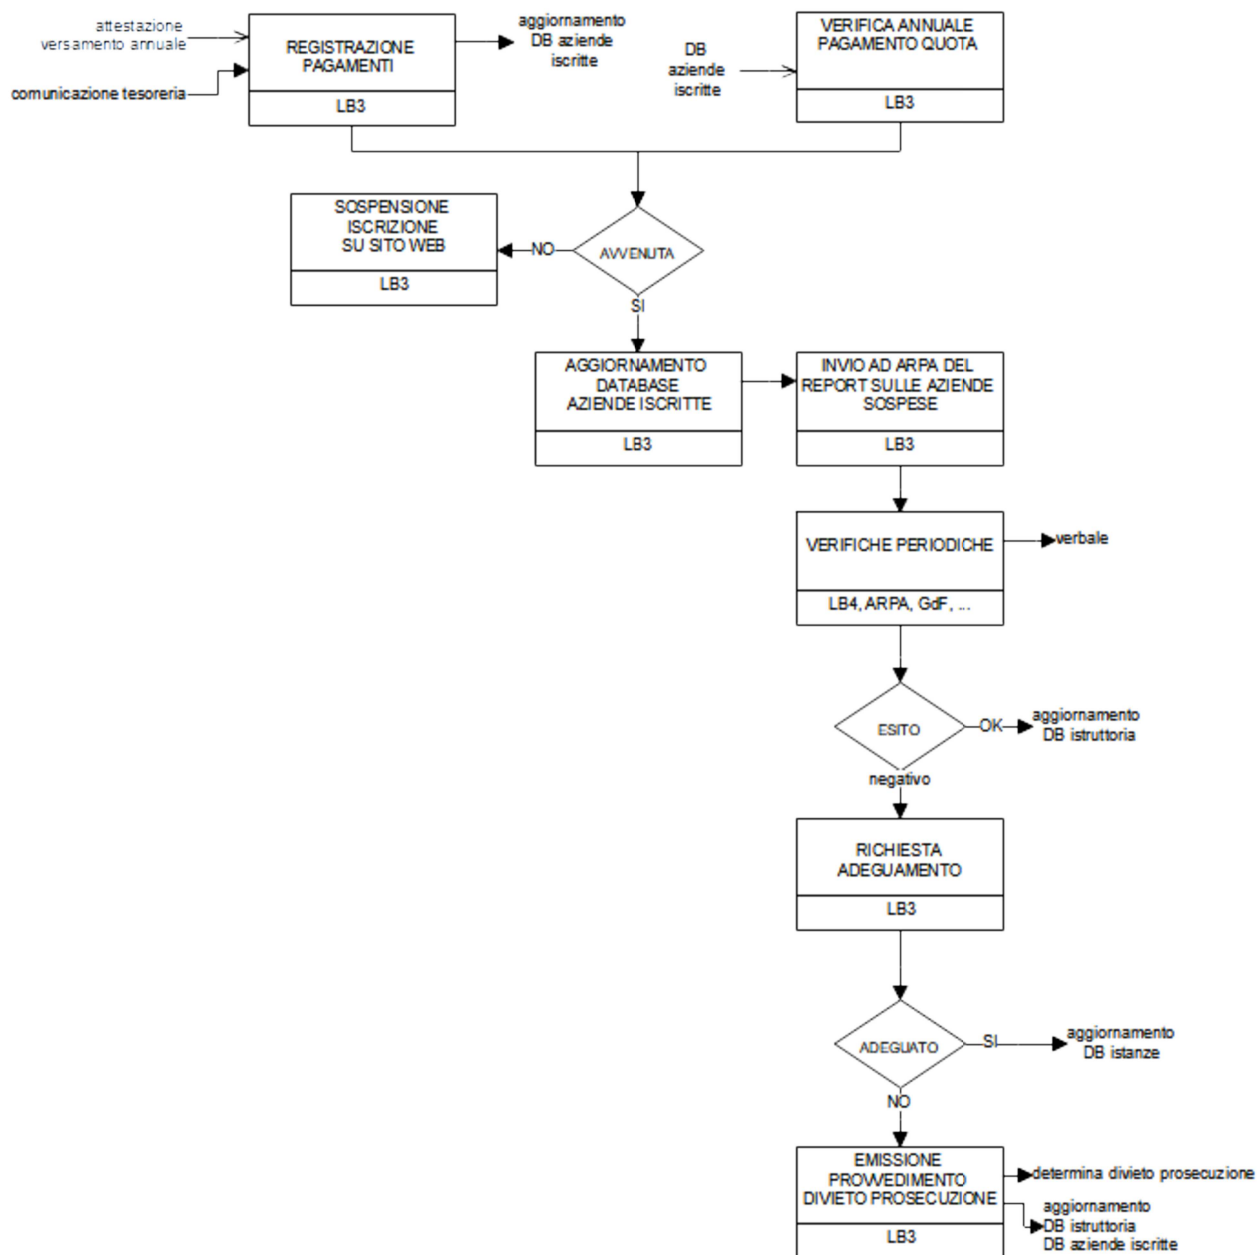 attestazione
versamento annuale
comunicazione tesoreria
REGISTRAZIONE
PAGAMENTI
LB3
aggiornamento
DB aziende
iscritte
DB
aziende
iscritte
VERIFICA ANNUALE
PAGAMENTO QUOTA
LB3
SOSPENSIONE
ISCRIZIONE
SU SITO WEB
LB3
NO
AVVENUTA
SI
AGGIORNAMENTO
DATABASE
AZIENDE ISCRITTE
LB3
INVIO AD ARPA DEL
REPORT SULLE AZIENDE
SOSPESE
LB3
VERIFICHE PERIODICHE
LB4, ARPA, GdF, ...
verbale
ESITO
OK
aggiornamento
DB istruttoria
negativo
RICHIESTA
ADEGUAMENTO
LB3
ADEGUATO
SI
aggiornamento
DB istanze
NO
EMISSIONE
PROVVEDIMENTO
DIVIETO PROSECUZIONE
LB3
determina divieto prosecuzione
aggiornamento
DB istruttoria
DB aziende iscritte